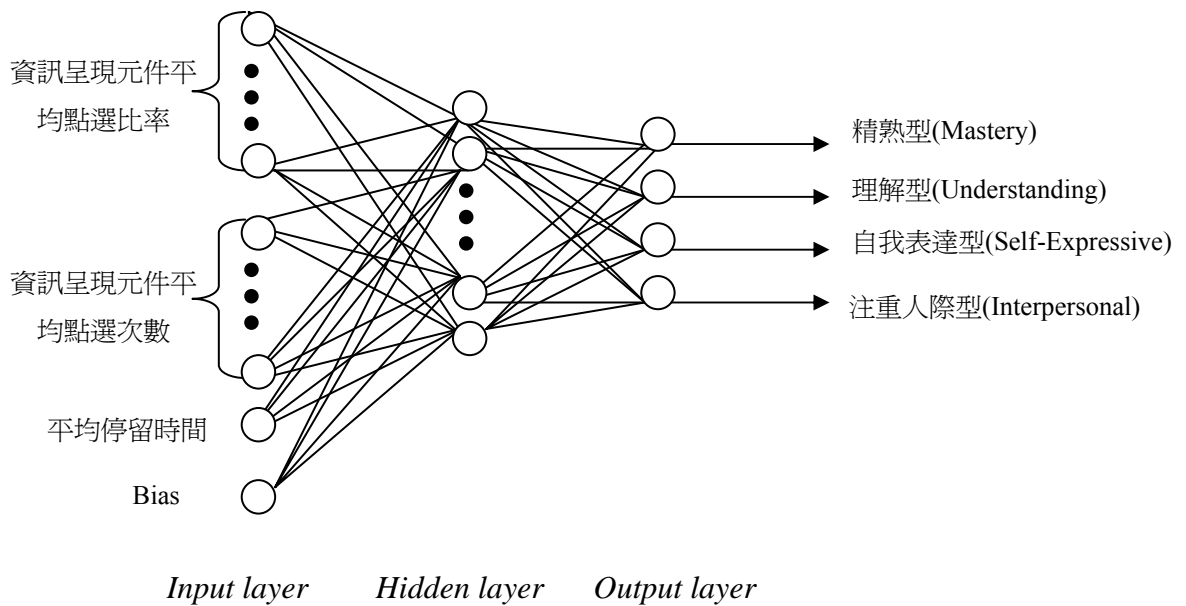 資訊呈現元件平
均點選比率
資訊呈現元件平
均點選次數
平均停留時間
Bias
精熟型(Mastery)
理解型(Understanding)
自我表達型(Self-Expressive)
注重人際型(Interpersonal)
Input layer
Hidden layer
Output layer